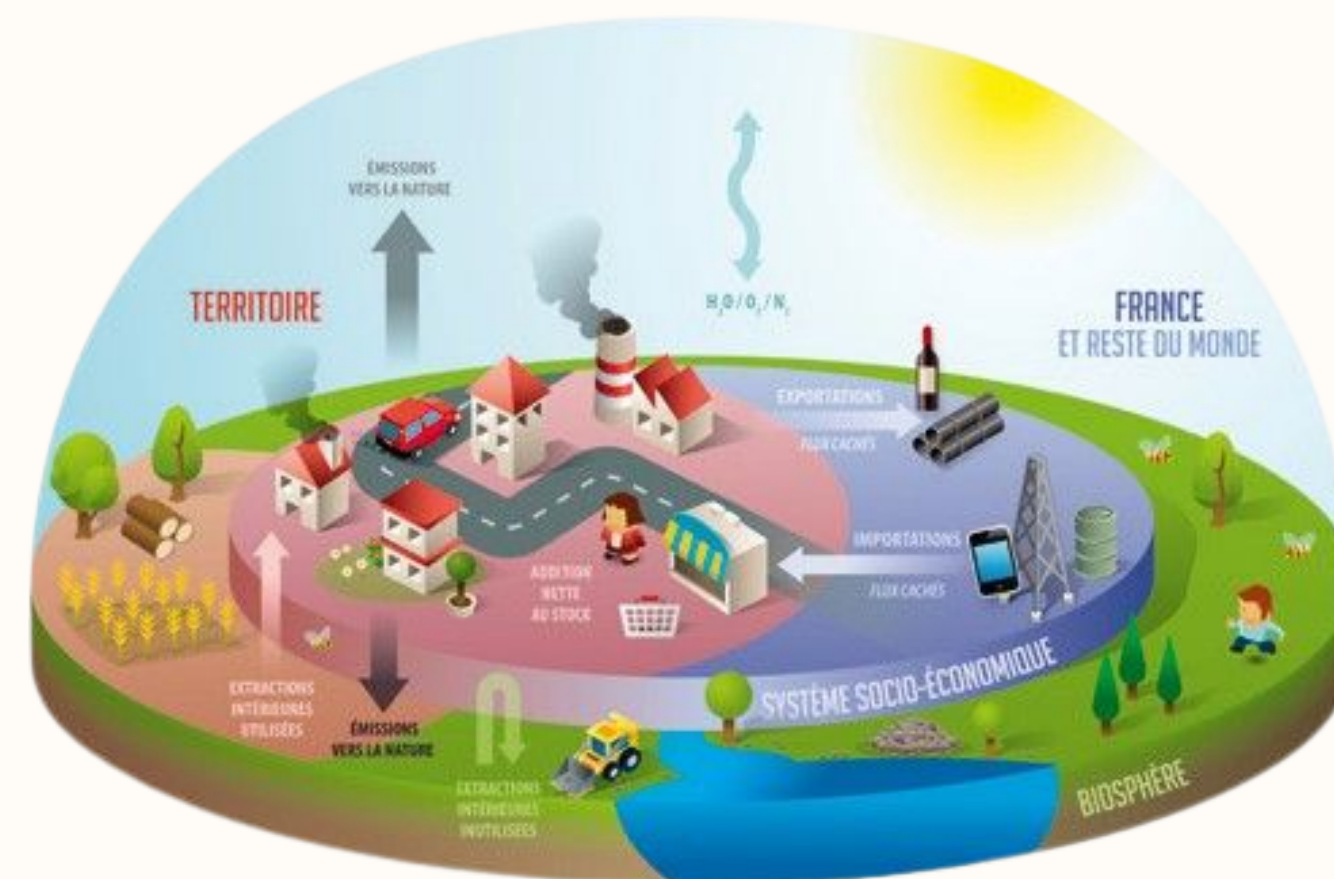 ÉMISSIONS
VERS LA NATURE
H₂O / O₂ / N₂
TERRITOIRE
FRANCE
ET RESTE DU MONDE
EXPORTATIONS
FLUX CACHÉS
IMPORTATIONS
FLUX CACHÉS
ADDITION
NETTE
AU STOCK
SYSTÈME SOCIO-ÉCONOMIQUE
EXTRACTIONS
INTÉRIEURES
UTILISÉES
ÉMISSIONS
VERS LA NATURE
EXTRACTIONS
INTÉRIEURES
INUTILISÉES
BIOSPHÈRE